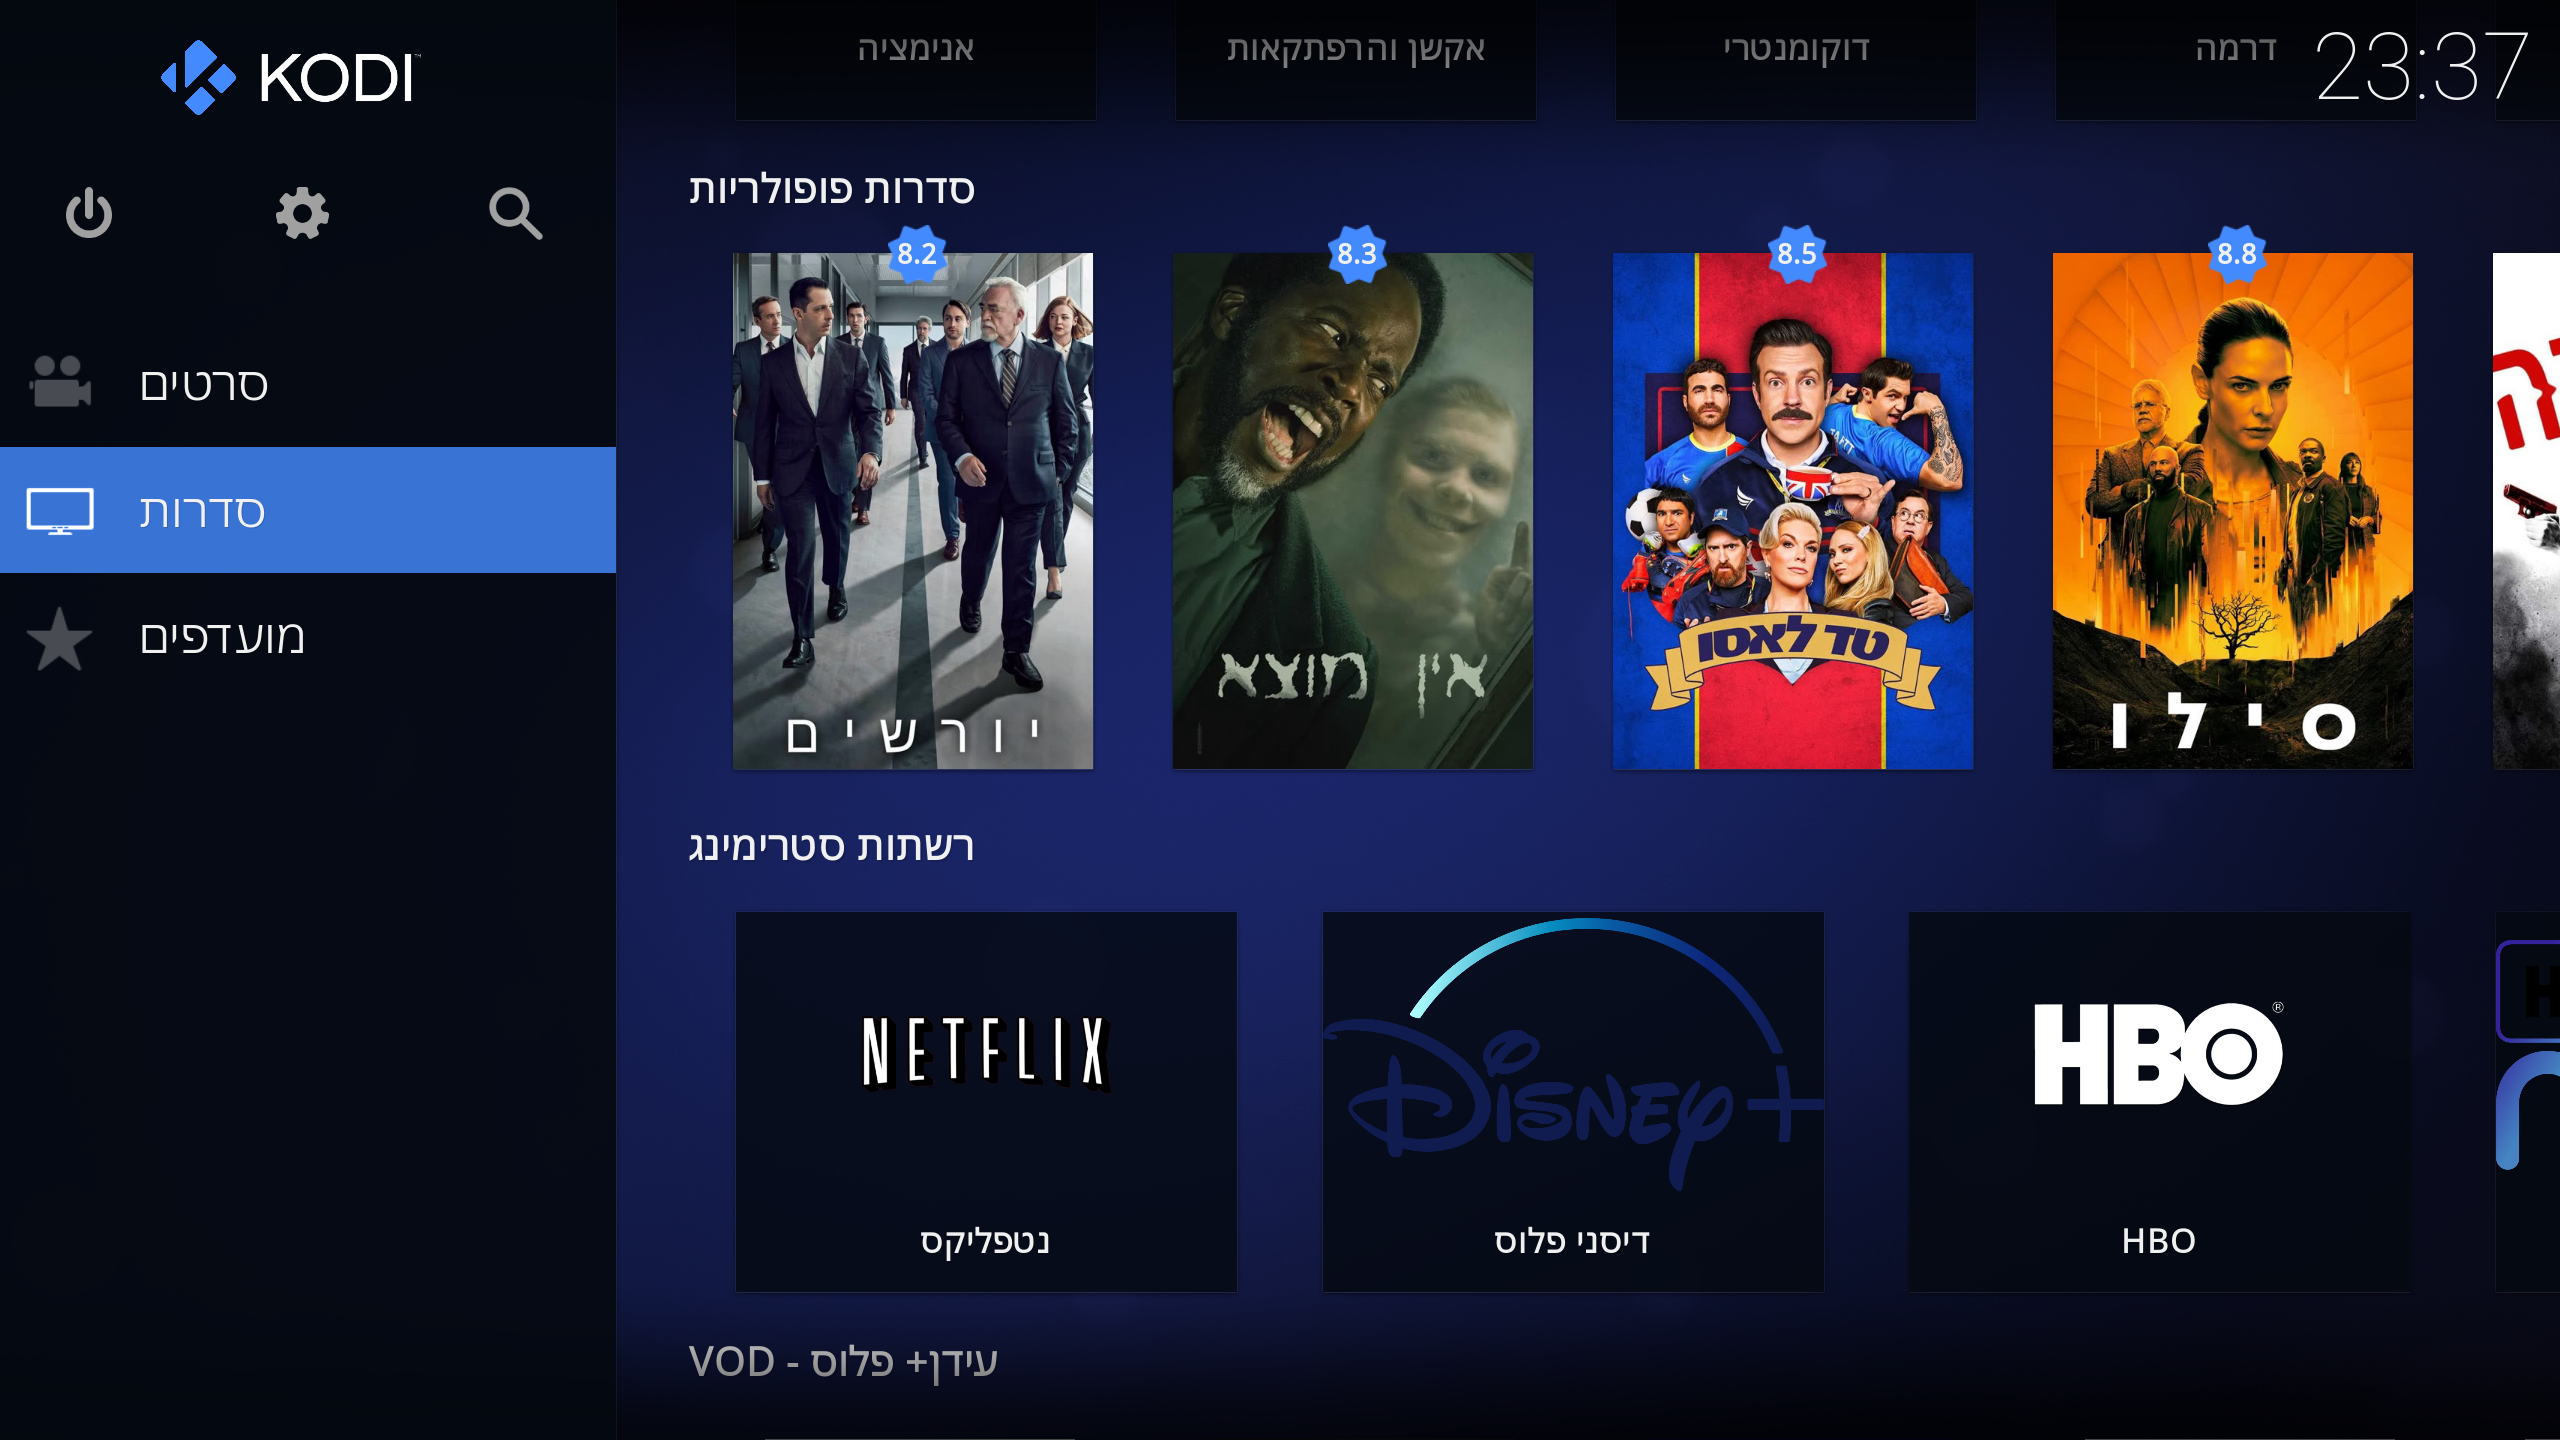 KODI
23:37
סרטים
סדרות
מועדפים
אנימציה
אקשן והרפתקאות
דוקומנטרי
דרמה
סדרות פופולריות
8.2
8.3
8.5
8.8
יורשים
אין מוצא
טד לאסו
סילו
רשתות סטרימינג
NETFLIX
Disney+
HBO
נטפליקס
דיסני פלוס
HBO
עידן+ פלוס - VOD